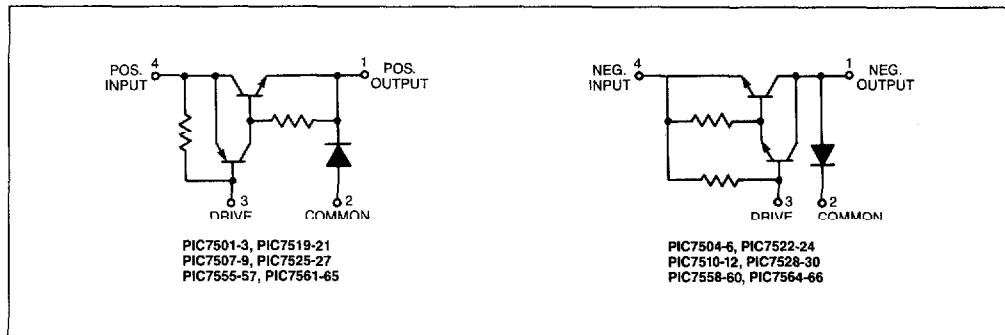 4
POS.
INPUT
1
POS.
OUTPUT
3
DRIVE
2
COMMON
PIC7501-3, PIC7519-21
PIC7507-9, PIC7525-27
PIC7555-57, PIC7561-65
4
NEG.
INPUT
1
NEG.
OUTPUT
3
DRIVE
2
COMMON
PIC7504-6, PIC7522-24
PIC7510-12, PIC7528-30
PIC7558-60, PIC7564-66